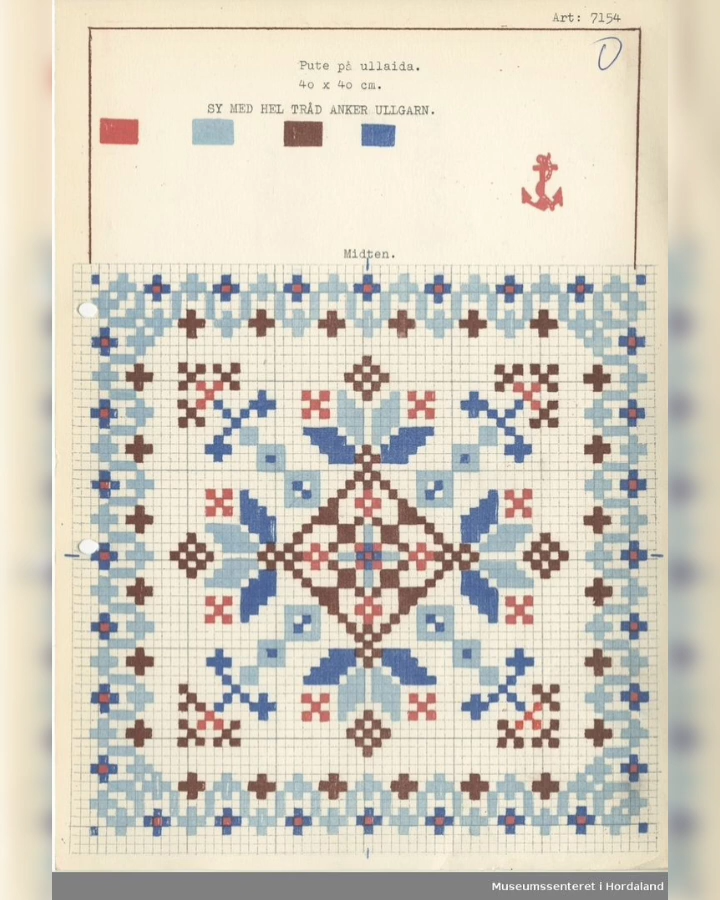 Art: 7154
Pute på ullaida.
40 x 40 cm.
SY MED HEL TRÅD ANKER ULLGARN.
Midten.
Museumssenteret i Hordaland